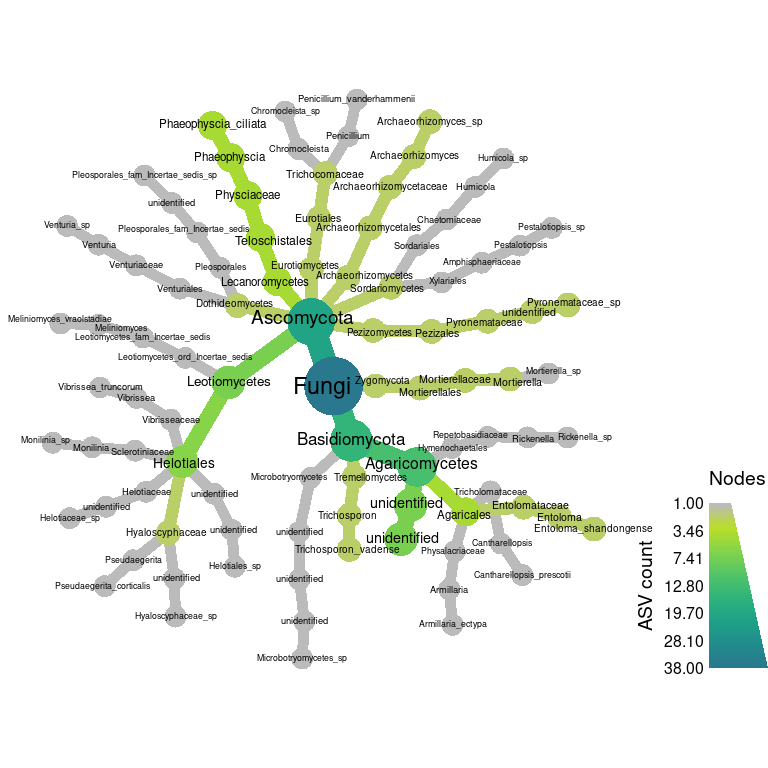 Penicillium_vanderhammenii
Chromocleista_sp
Phaeophyscia_ciliata
Archaeorhizomyces_sp
Penicillium
Chromocleista
Phaeophyscia
Archaeorhizomyces
Humicola_sp
Pleosporales_fam_Incertae_sedis_sp
Trichocomaceae
Archaeorhizomycetaceae
Humicola
Physciaceae
unidentified
Eurotiales
Chaetomiaceae
Venturia_sp
Pleosporales_fam_Incertae_sedis
Archaeorhizomycetales
Pestalotiopsis_sp
Teloschistales
Venturia
Sordariales
Pestalotiopsis
Venturiaceae
Pleosporales
Eurotiomycetes
Amphisphaeriaceae
Archaeorhizomycetes
Lecanoromycetes
Xylariales
Venturiales
Sordariomycetes
Dothideomycetes
Pyronemataceae_sp
unidentified
Ascomycota
Meliniomyces_vraolstadiae
Pyronemataceae
Meliniomyces
Pezizomycetes
Pezizales
Leotiomycetes_fam_Incertae_sedis
Leotiomycetes_ord_Incertae_sedis
Mortierella_sp
Leotiomycetes
Fungi
Zygomycota
Mortierellaceae
Mortierella
Vibrissea_truncorum
Mortierellales
Vibrissea
Vibrisseaceae
Monilinia_sp
Basidiomycota
Repetobasidiaceae
Rickenella
Rickenella_sp
Monilinia
Sclerotiniaceae
Hymenochaetales
Helotiales
Agaricomycetes
Microbotryomycetes
Tremellomycetes
Nodes
Helotiaceae
unidentified
Tricholomataceae
unidentified
unidentified
Entolomataceae
1.00
Helotiaceae_sp
Trichosporon
Agaricales
Entoloma
Entoloma_shandongense
3.46
Hyaloscyphaceae
unidentified
unidentified
unidentified
Cantharellopsis
Trichosporon_vadense
Physalacriaceae
7.41
Pseudaegerita
Helotiales_sp
Cantharellopsis_prescotii
Pseudaegerita_corticalis
unidentified
unidentified
12.80
Armillaria
ASV count
19.70
Hyaloscyphaceae_sp
unidentified
Armillaria_ectypa
28.10
Microbotryomycetes_sp
38.00